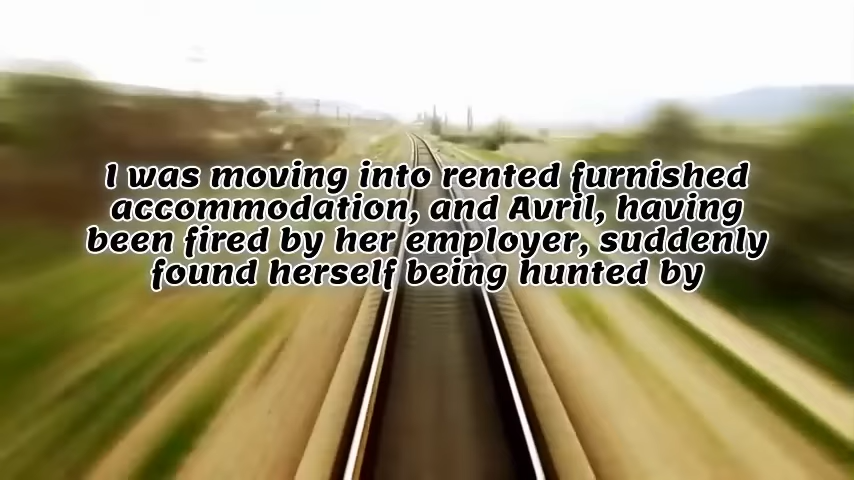 I was moving into rented furnished
accommodation, and Avril, having
been fired by her employer, suddenly
found herself being hunted by